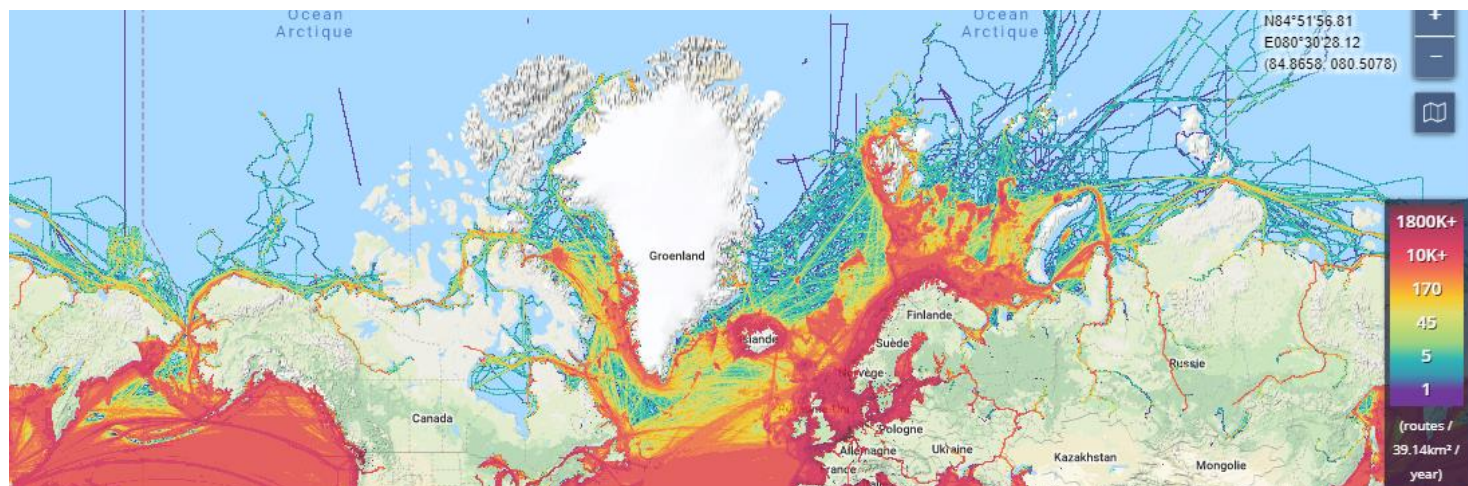 Ocean
Arctique
Ocean
Arctique
N84°51'56.81
E080°30'28.12
(84.8658, 080.5078)
+
−
Groenland
Islande
Finlande
Suède
Norvège
Russie
Canada
Pologne
Allemagne
Ukraine
France
Kazakhstan
Mongolie
1800K+
10K+
170
45
5
1
(routes /
39.14km² /
year)